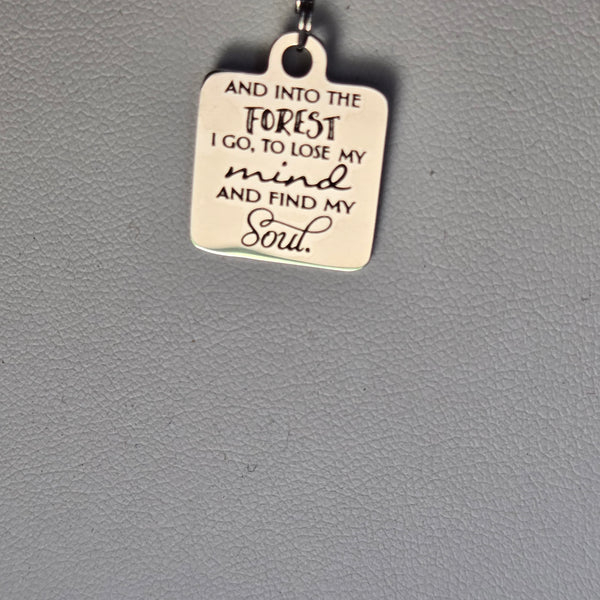 AND INTO THE
FOREST
I GO, TO LOSE MY
mind
AND FIND MY
Soul.